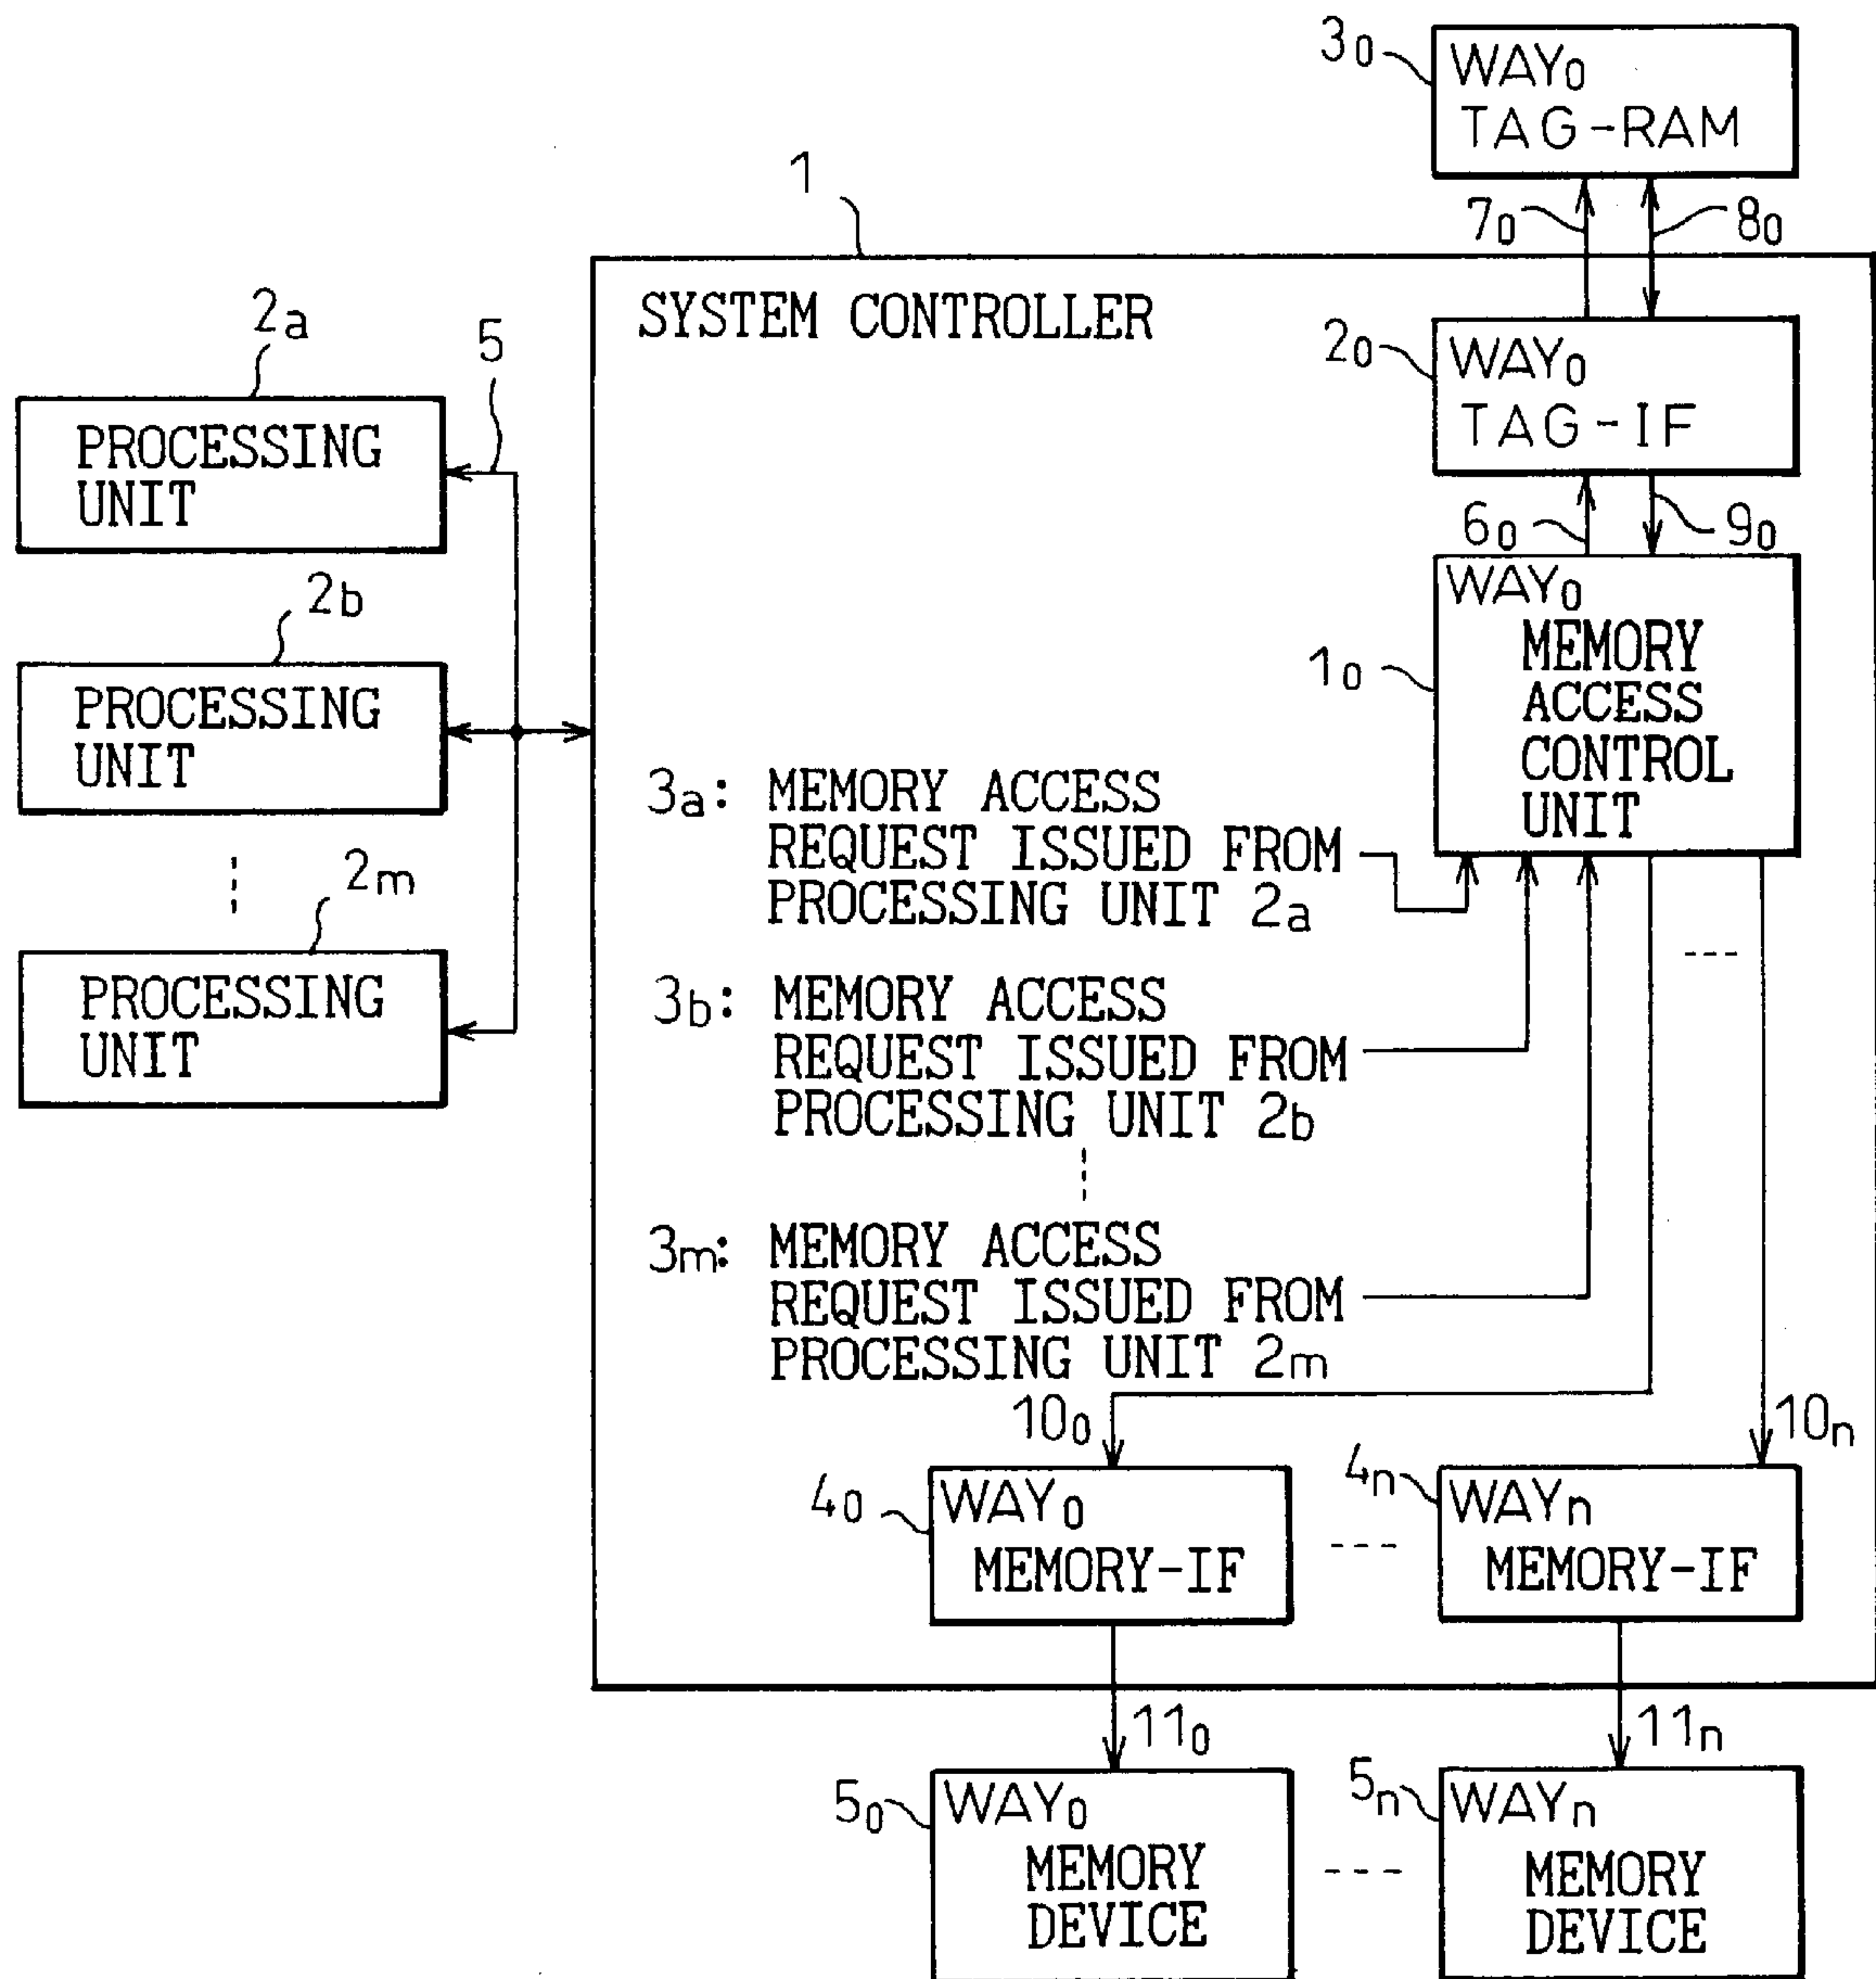 3₀
WAY₀
TAG-RAM
7₀
8₀
1
SYSTEM CONTROLLER
2₀
WAY₀
TAG-IF
6₀
9₀
2a
5
PROCESSING
UNIT
2b
PROCESSING
UNIT
2m
PROCESSING
UNIT
1₀
WAY₀
MEMORY
ACCESS
CONTROL
UNIT
3a: MEMORY ACCESS
REQUEST ISSUED FROM
PROCESSING UNIT 2a
3b: MEMORY ACCESS
REQUEST ISSUED FROM
PROCESSING UNIT 2b
3m: MEMORY ACCESS
REQUEST ISSUED FROM
PROCESSING UNIT 2m
10₀
10ₙ
4₀
WAY₀
MEMORY-IF
4ₙ
WAYₙ
MEMORY-IF
11₀
11ₙ
5₀
WAY₀
MEMORY
DEVICE
5ₙ
WAYₙ
MEMORY
DEVICE